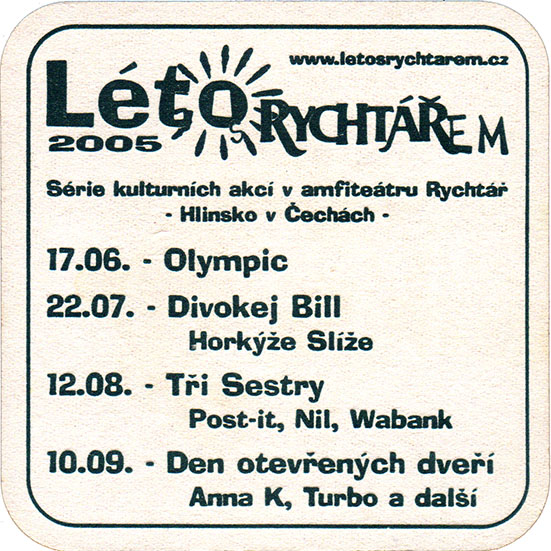 www.letosrychtarem.cz
Léto s RYCHTÁŘEM
2005
Série kulturních akcí v amfiteátru Rychtář
- Hlinsko v Čechách -
17.06. - Olympic
22.07. - Divokej Bill
Horkýže Slíže
12.08. - Tři Sestry
Post-it, Nil, Wabank
10.09. - Den otevřených dveří
Anna K, Turbo a další